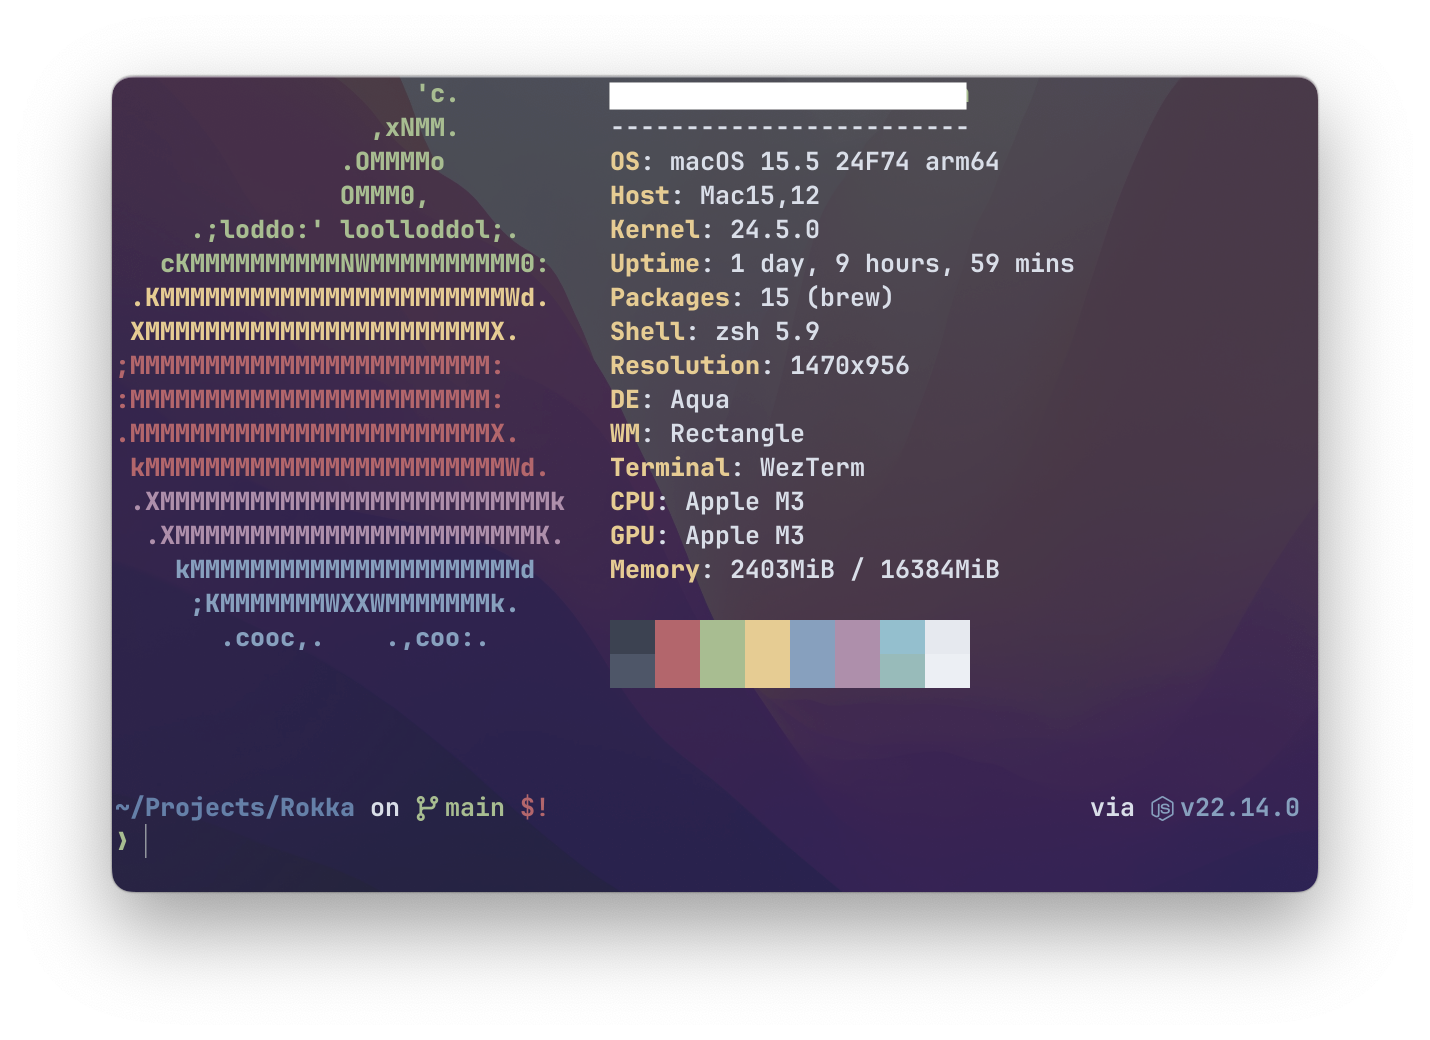 'c.
,xNMM.
------------------------
.OMMMMo
OS: macOS 15.5 24F74 arm64
OMMM0,
Host: Mac15,12
.;loddo:' loolloddol;.
Kernel: 24.5.0
cKMMMMMMMMMMNWMMMMMMMMMM0:
Uptime: 1 day, 9 hours, 59 mins
.KMMMMMMMMMMMMMMMMMMMMMMMWd.
Packages: 15 (brew)
XMMMMMMMMMMMMMMMMMMMMMMMX.
Shell: zsh 5.9
;MMMMMMMMMMMMMMMMMMMMMMMM:
Resolution: 1470x956
:MMMMMMMMMMMMMMMMMMMMMMMM:
DE: Aqua
.MMMMMMMMMMMMMMMMMMMMMMMMX.
WM: Rectangle
kMMMMMMMMMMMMMMMMMMMMMMMMWd.
Terminal: WezTerm
.XMMMMMMMMMMMMMMMMMMMMMMMMMMk
CPU: Apple M3
.XMMMMMMMMMMMMMMMMMMMMMMMMK.
GPU: Apple M3
kMMMMMMMMMMMMMMMMMMMMMMd
Memory: 2403MiB / 16384MiB
;KMMMMMMMWXXWMMMMMMMk.
.cooc,.    .,coo:.
~/Projects/Rokka on main $!
via JS v22.14.0
❯